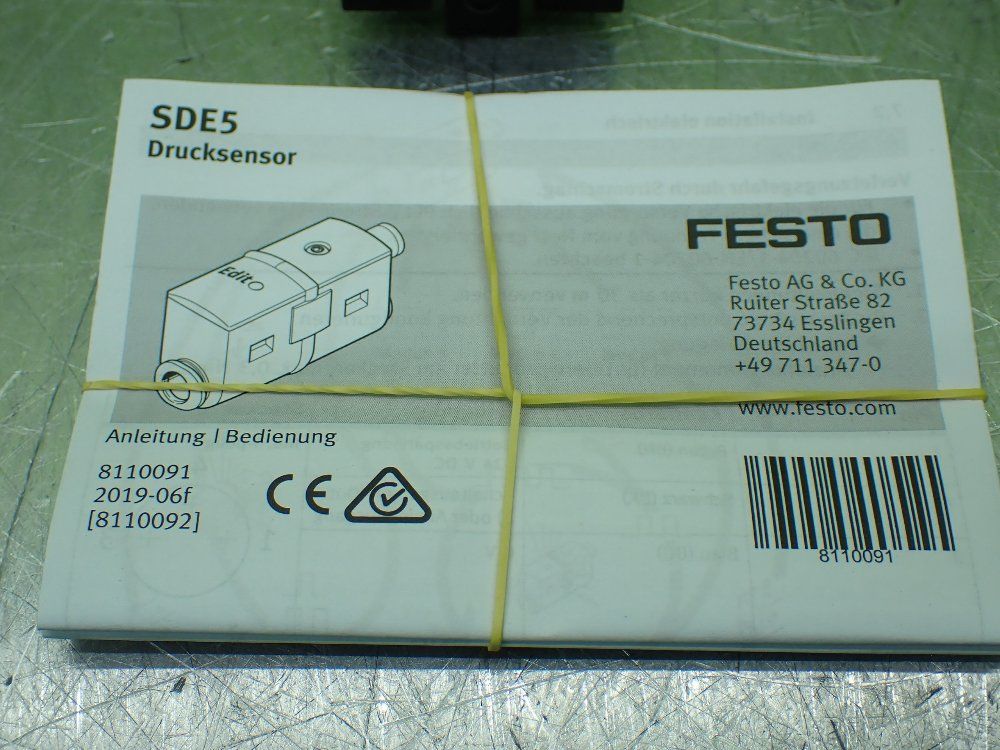 SDE5
Drucksensor
Edit
FESTO
Festo AG & Co. KG
Ruiter Straße 82
73734 Esslingen
Deutschland
+49 711 347-0
www.festo.com
Anleitung | Bedienung
8110091
2019-06f
[8110092]
CE
8110091